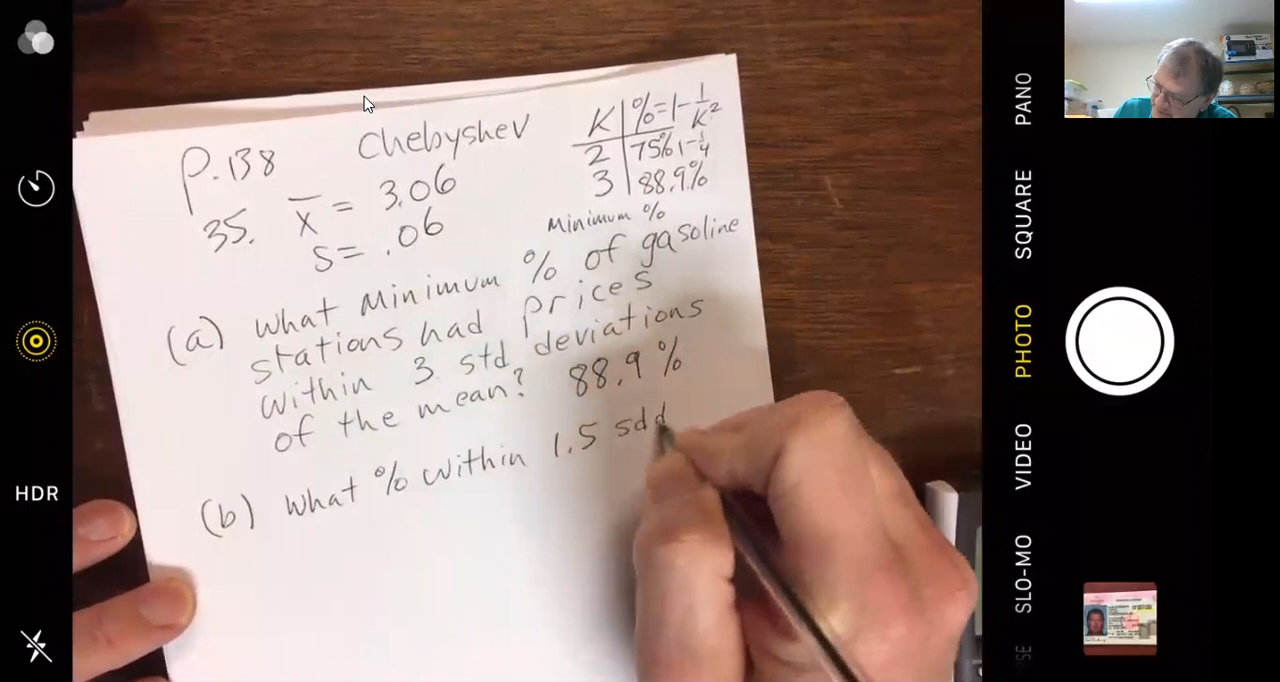 P.138 Chebyshev
K %=1-1/K²
2 75% 1-1/4
3 88.9%
Minimum %
35. x̄ = 3.06
s = .06
(a) what minimum % of gasoline
stations had prices
within 3 std deviations
of the mean? 88.9%
(b) what % within 1.5 sdd
HDR
PANO
SQUARE
PHOTO
VIDEO
SLO-MO
SE